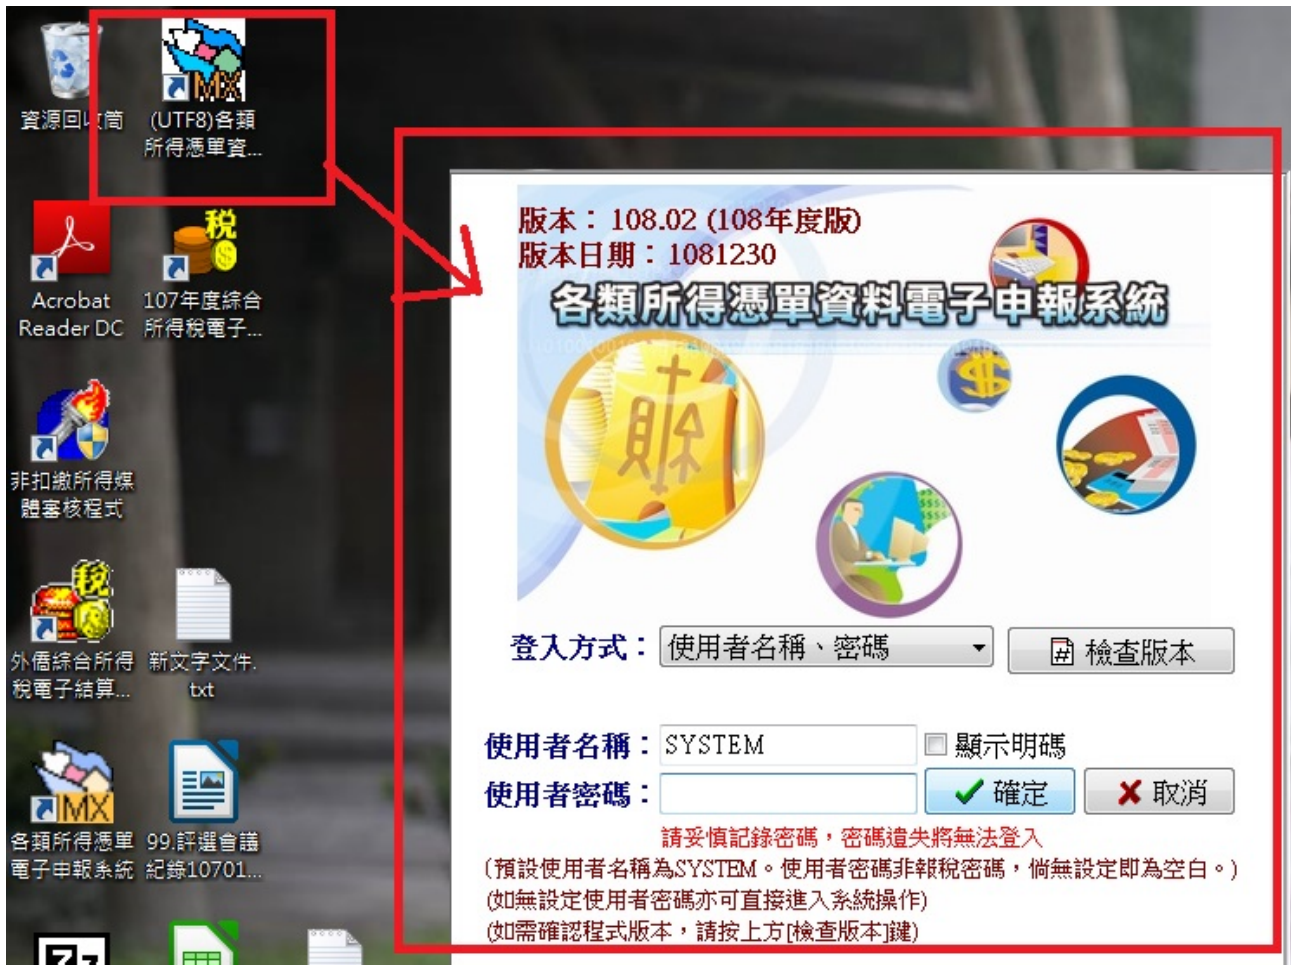 資源回收筒
(UTF8)各類
所得憑單資...
MX
Acrobat
Reader DC
稅
107年度綜合
所得稅電子...
非扣繳所得媒
體審核程式
稅
外僑綜合所得
稅電子結算...
新文字文件.
txt
MX
各類所得憑單
電子申報系統
99.評選會議
紀錄10701...
版本：108.02 (108年度版)
版本日期：1081230
各類所得憑單資料電子申報系統
財
$
登入方式：
使用者名稱、密碼
檢查版本
使用者名稱：
SYSTEM
顯示明碼
使用者密碼：
確定
取消
請妥慎記錄密碼，密碼遺失將無法登入
(預設使用者名稱為SYSTEM。使用者密碼非報稅密碼，倘無設定即為空白。)
(如無設定使用者密碼亦可直接進入系統操作)
(如需確認程式版本，請按上方[檢查版本]鍵)